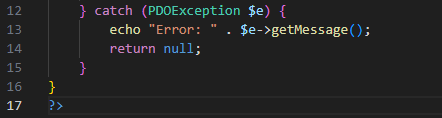 12 } catch (PDOException $e) {
13 echo "Error: " . $e->getMessage();
14 return null;
15 }
16 }
17 ?>